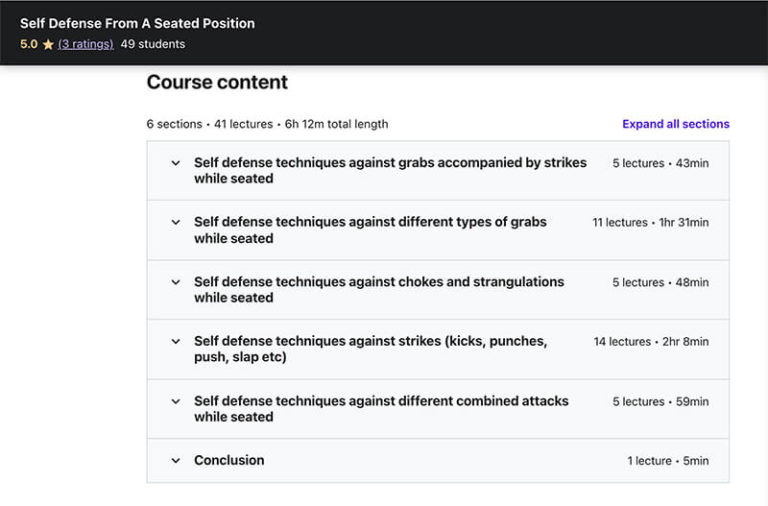 Self Defense From A Seated Position
5.0 (3 ratings) 49 students
Course content
6 sections • 41 lectures • 6h 12m total length Expand all sections
Self defense techniques against grabs accompanied by strikes 5 lectures • 43min
while seated
Self defense techniques against different types of grabs 11 lectures • 1hr 31min
while seated
Self defense techniques against chokes and strangulations 5 lectures • 48min
while seated
Self defense techniques against strikes (kicks, punches, 14 lectures • 2hr 8min
push, slap etc)
Self defense techniques against different combined attacks 5 lectures • 59min
while seated
Conclusion 1 lecture • 5min